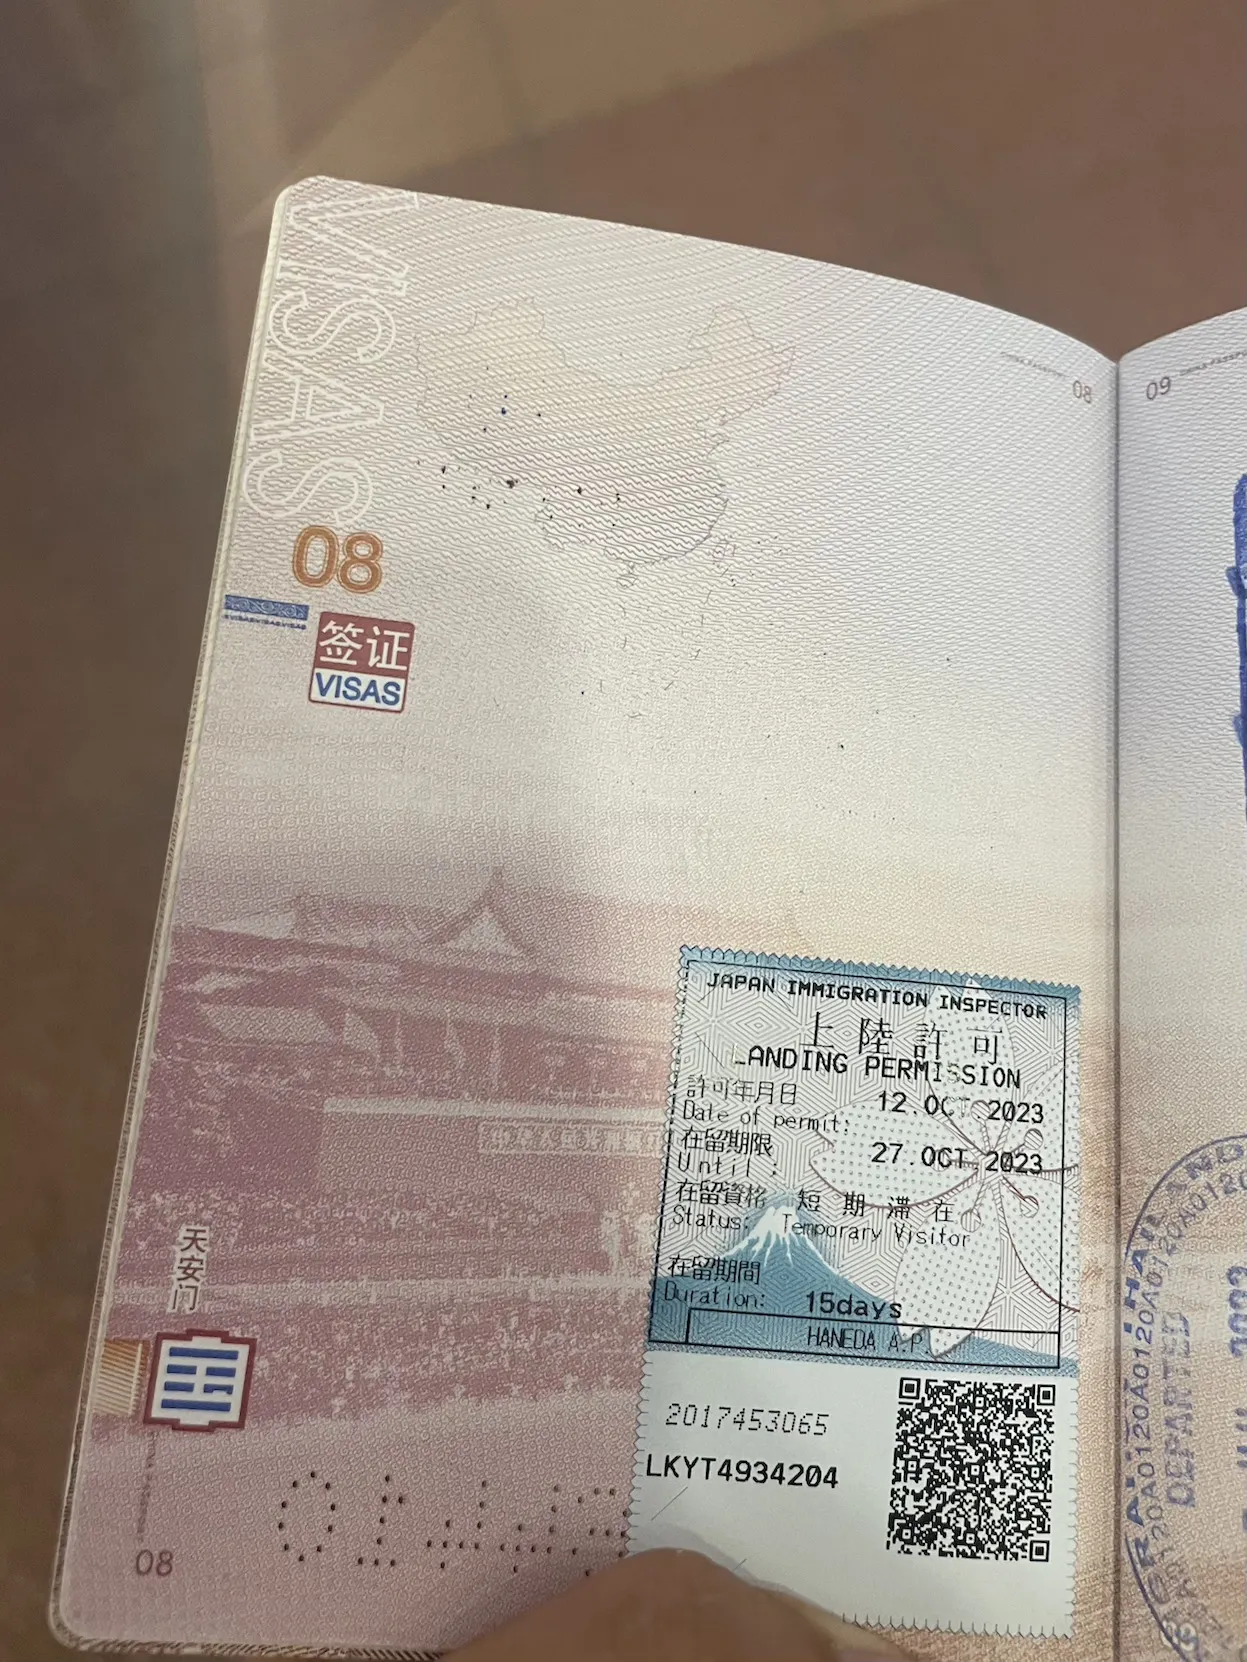 VISAS
08
09
08
签证
VISAS
JAPAN IMMIGRATION INSPECTOR
上陸許可
LANDING PERMISSION
許可年月日 12.OCT.2023
Date of permit:
在留期限 27.OCT.2023
Until :
在留資格 短期滞在
Status: Temporary Visitor
在留期間
Duration: 15days
HANEDA A.P.
2017453065
LKYT4934204
天安门
08
DEPARTED